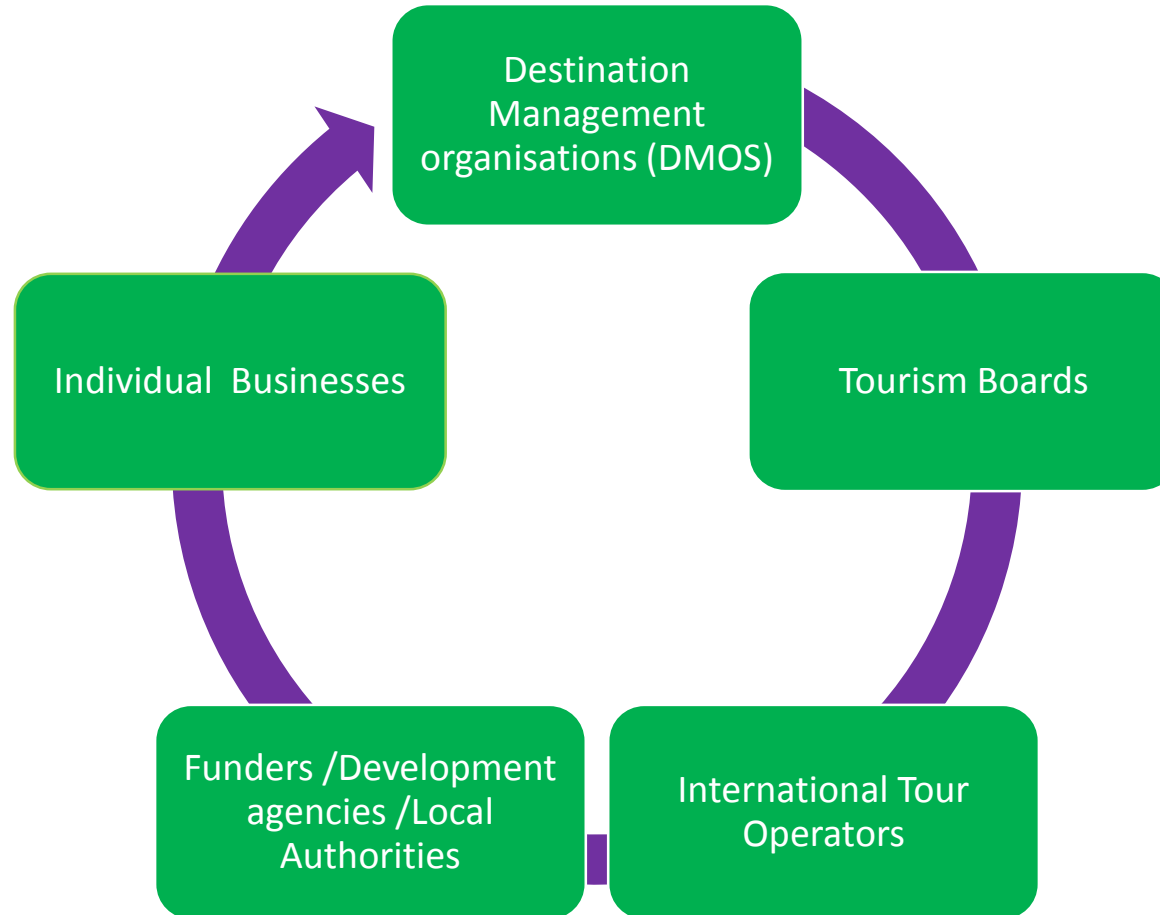 Destination
Management
organisations (DMOS)
Individual  Businesses
Tourism Boards
Funders /Development
agencies /Local
Authorities
International Tour
Operators